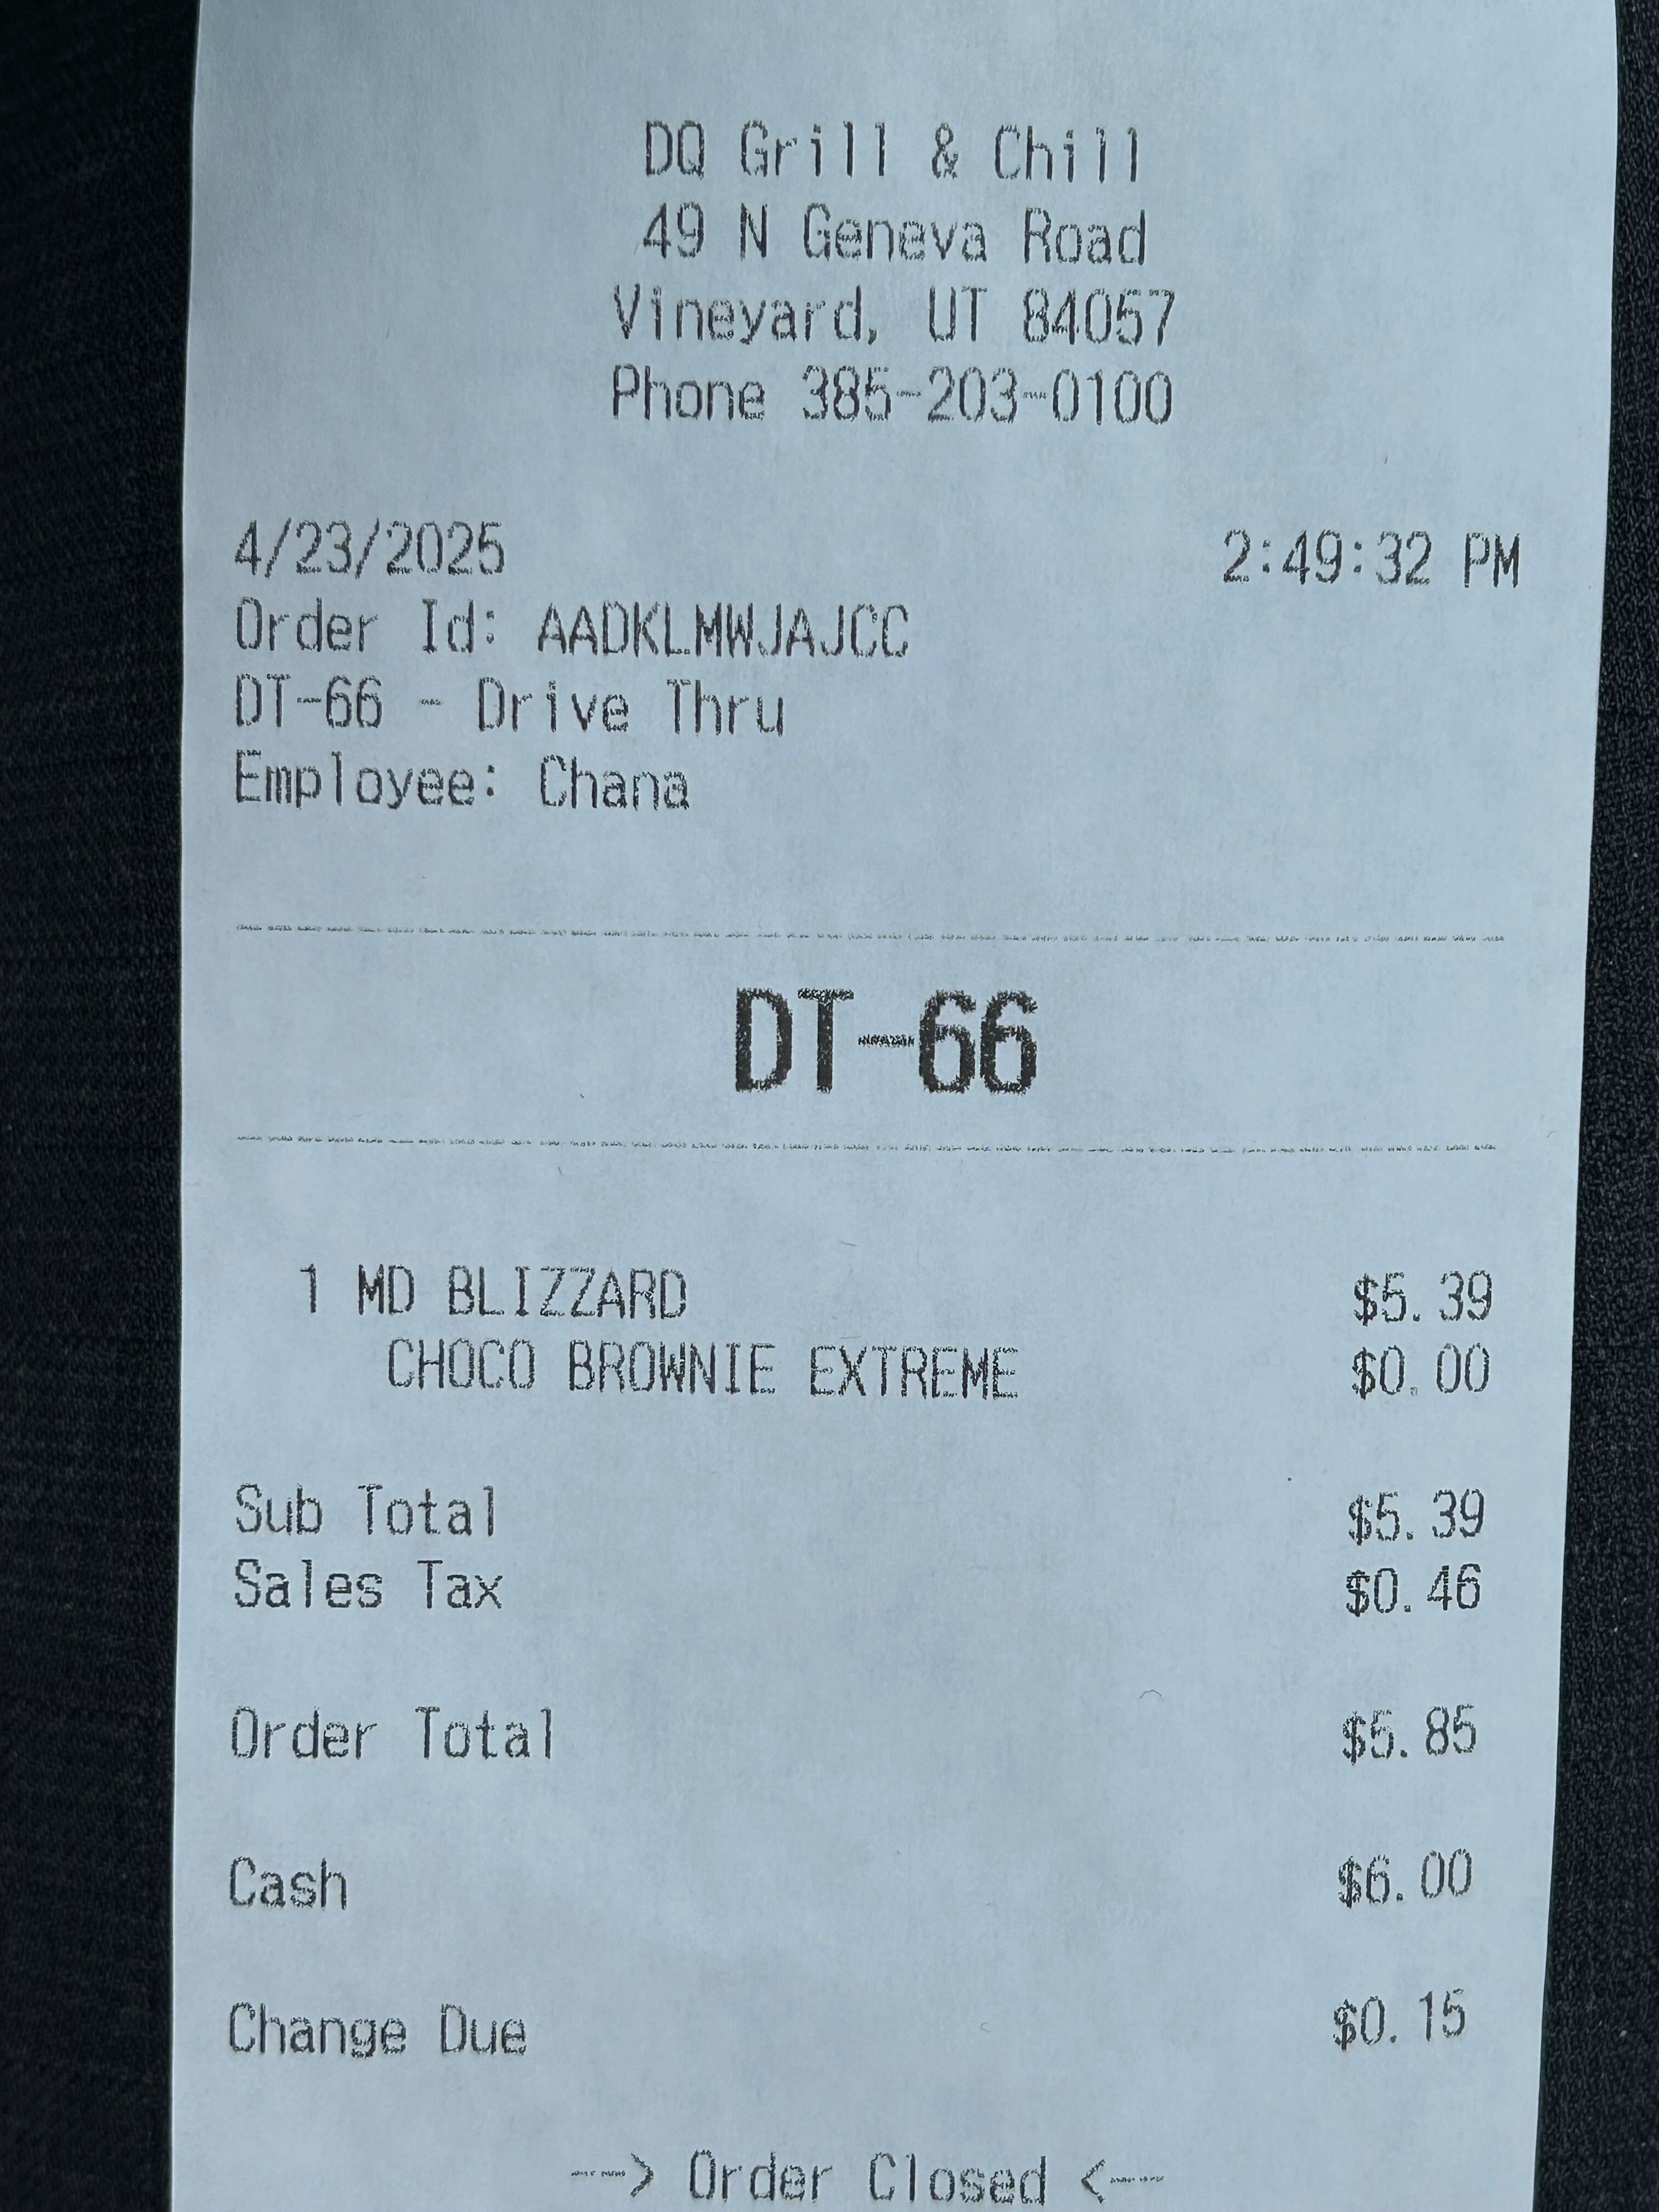 DQ Grill & Chill
49 N Geneva Road
Vineyard, UT 84057
Phone 385-203-0100
4/23/2025 2:49:32 PM
Order Id: AADKLMWJAJCC
DT-66 - Drive Thru
Employee: Chana
DT-66
1 MD BLIZZARD $5.39
CHOCO BROWNIE EXTREME $0.00
Sub Total $5.39
Sales Tax $0.46
Order Total $5.85
Cash $6.00
Change Due $0.15
--> Order Closed <--